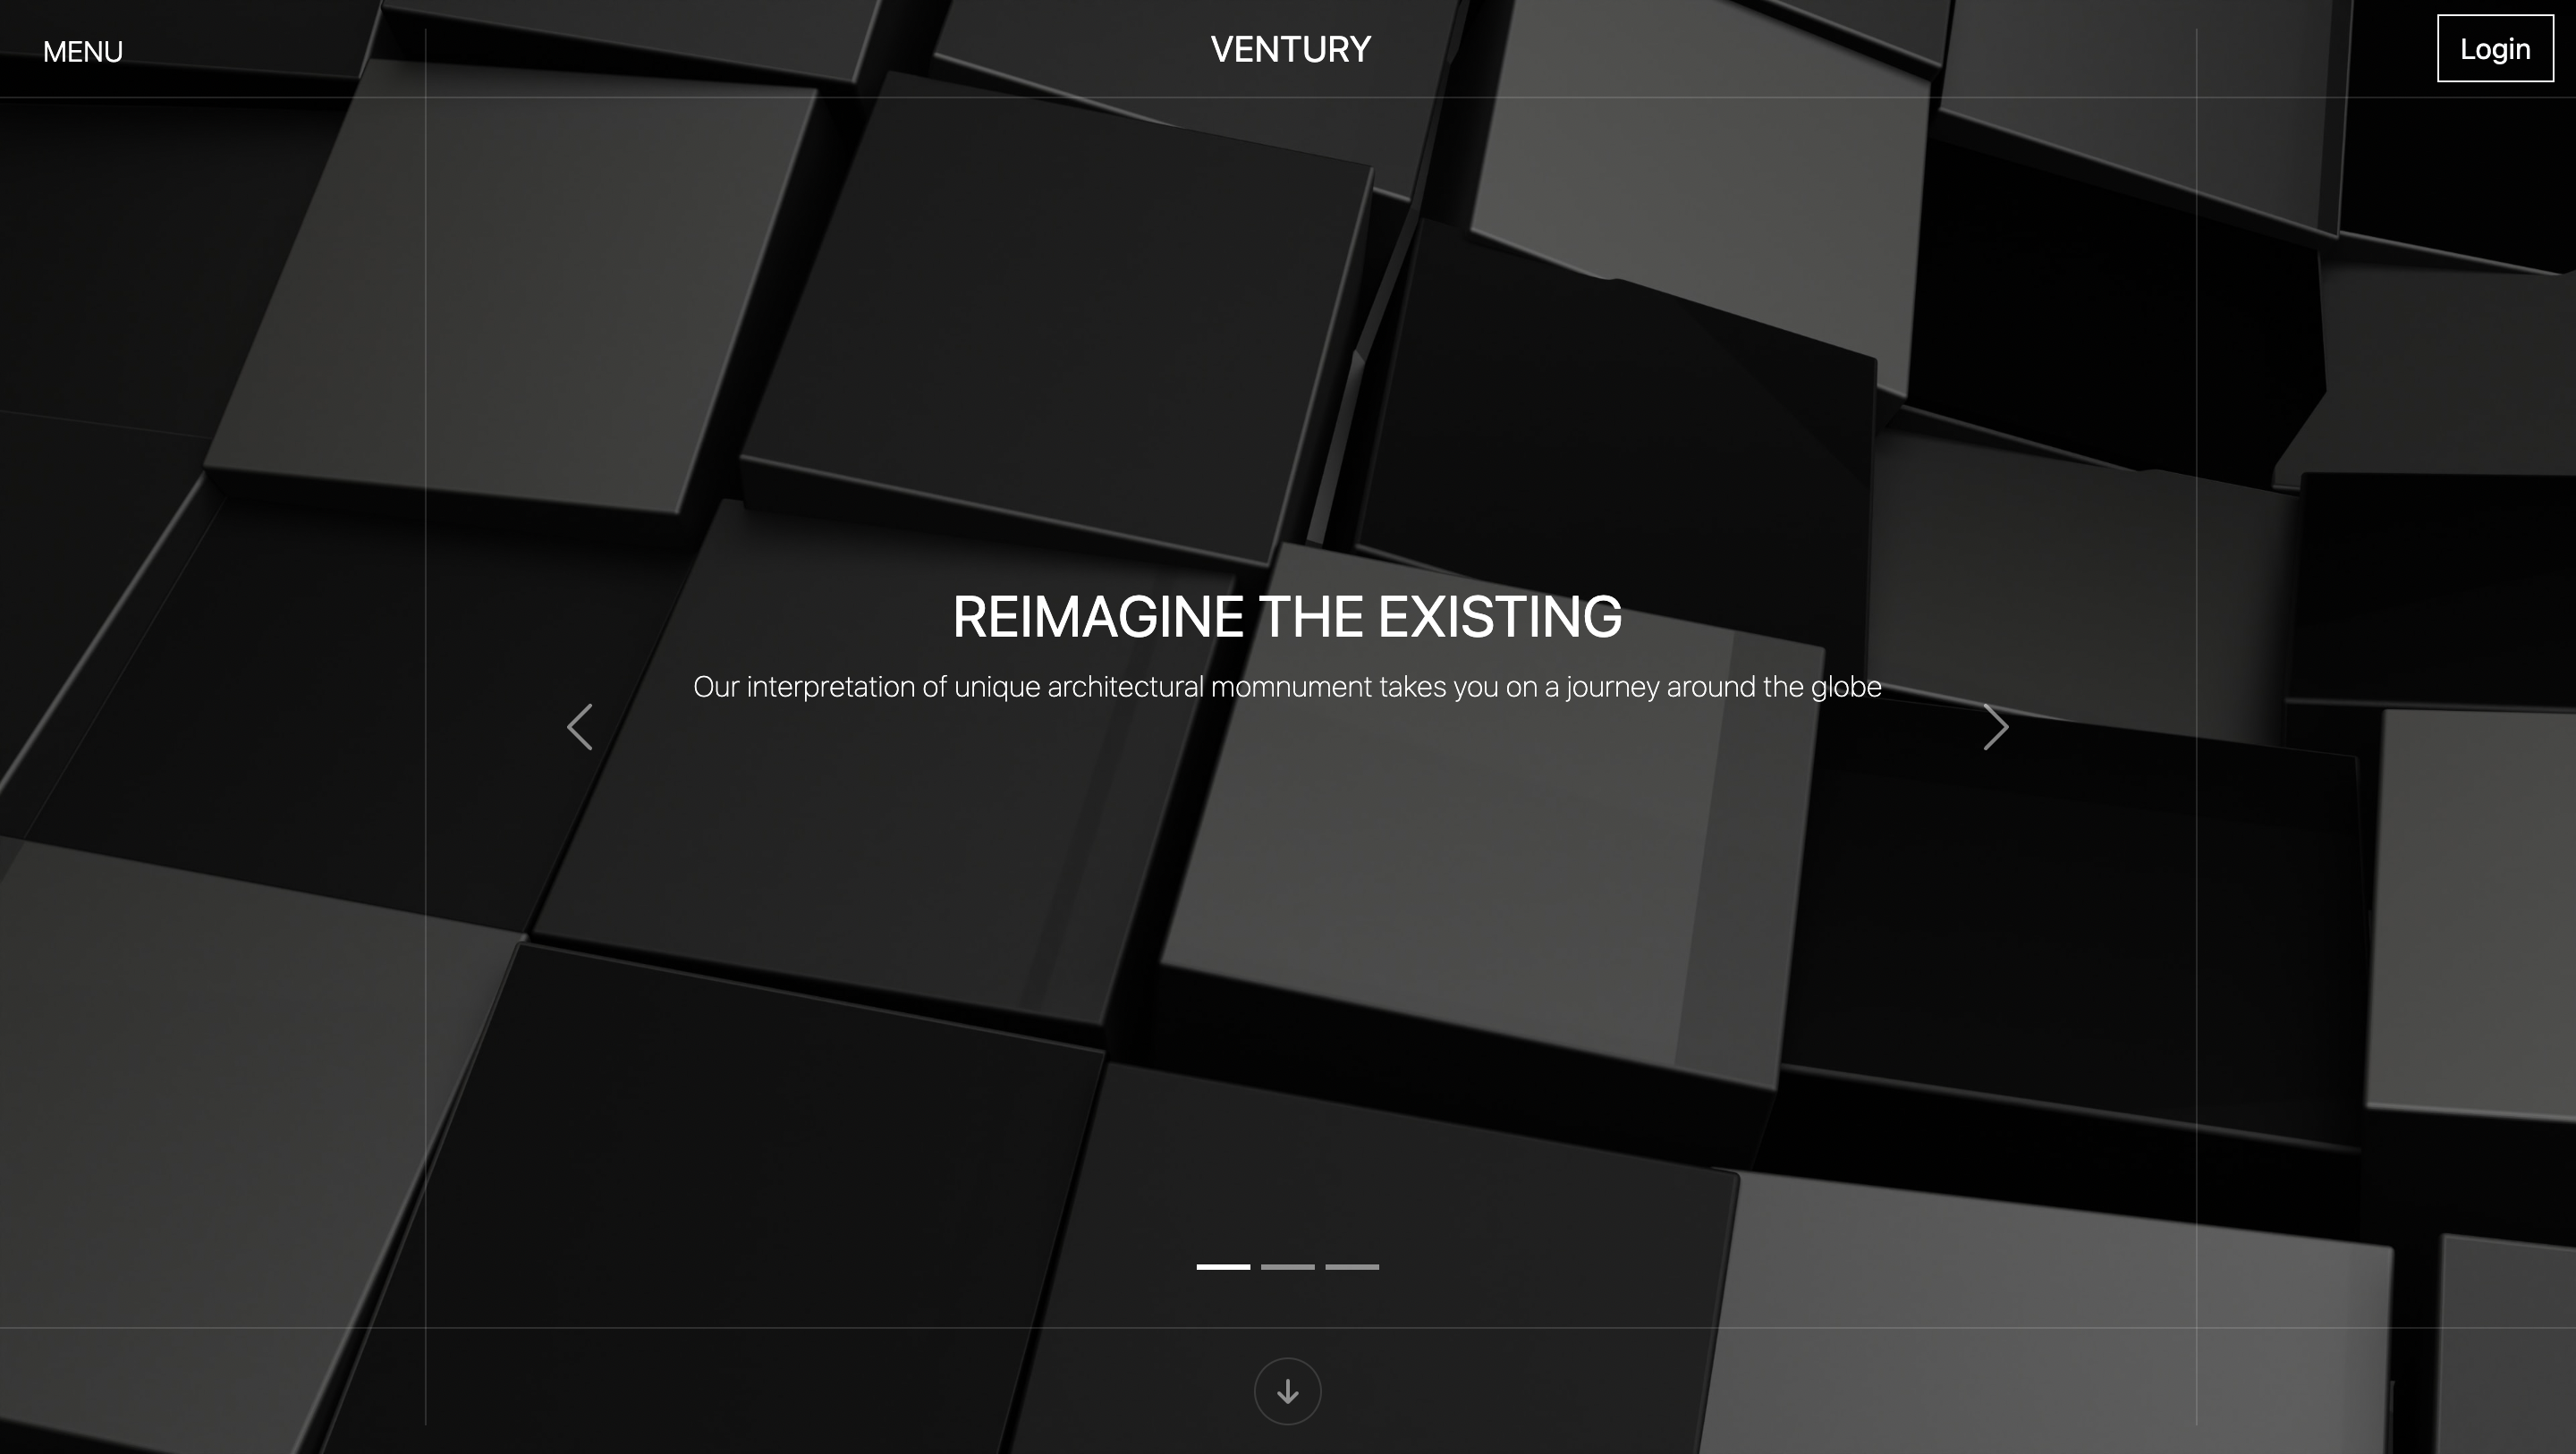 MENU
VENTURY
Login
REIMAGINE THE EXISTING
Our interpretation of unique architectural momnument takes you on a journey around the globe